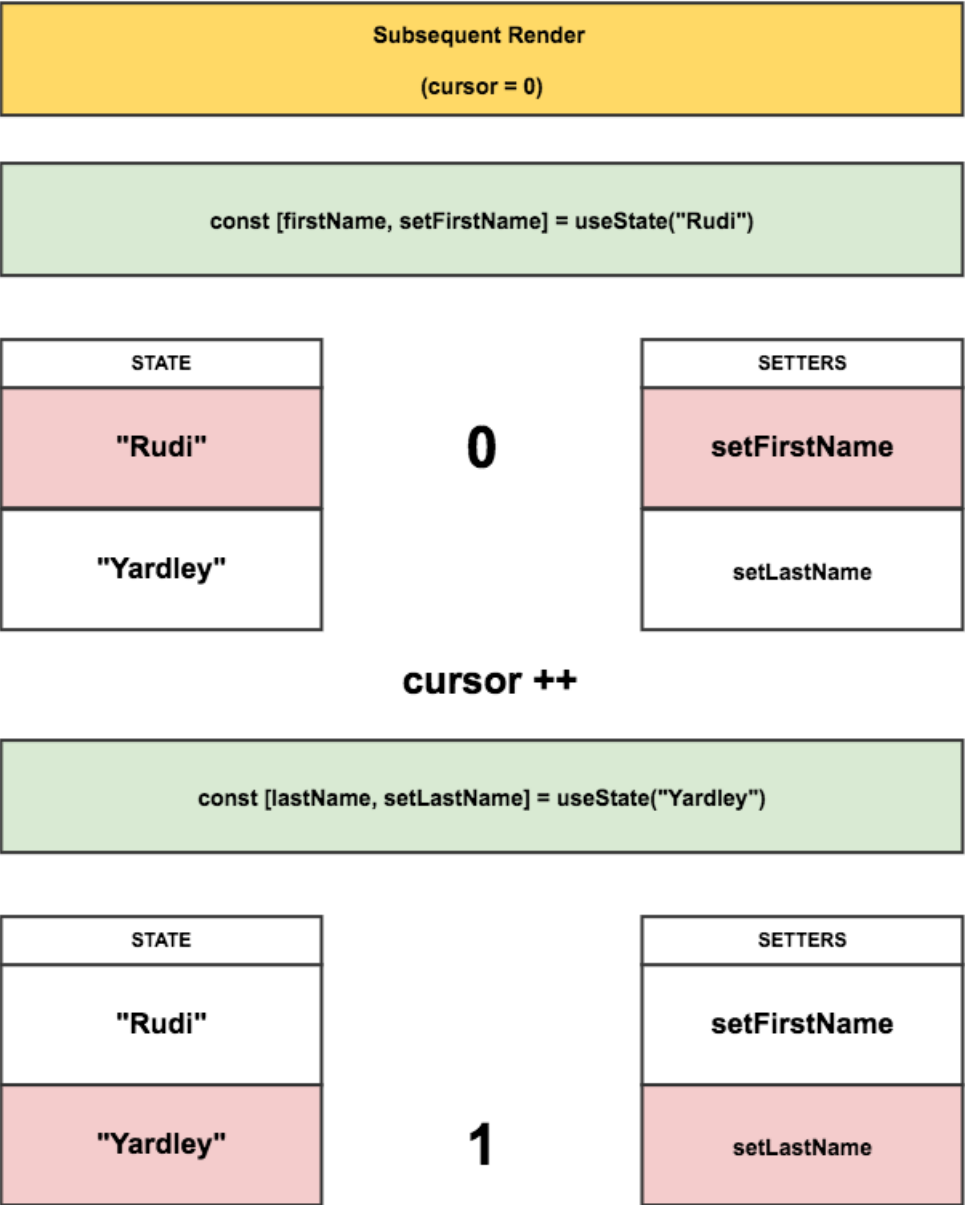 Subsequent Render
(cursor = 0)
const [firstName, setFirstName] = useState("Rudi")
STATE
SETTERS
"Rudi"
0
setFirstName
"Yardley"
setLastName
cursor ++
const [lastName, setLastName] = useState("Yardley")
STATE
SETTERS
"Rudi"
setFirstName
"Yardley"
1
setLastName